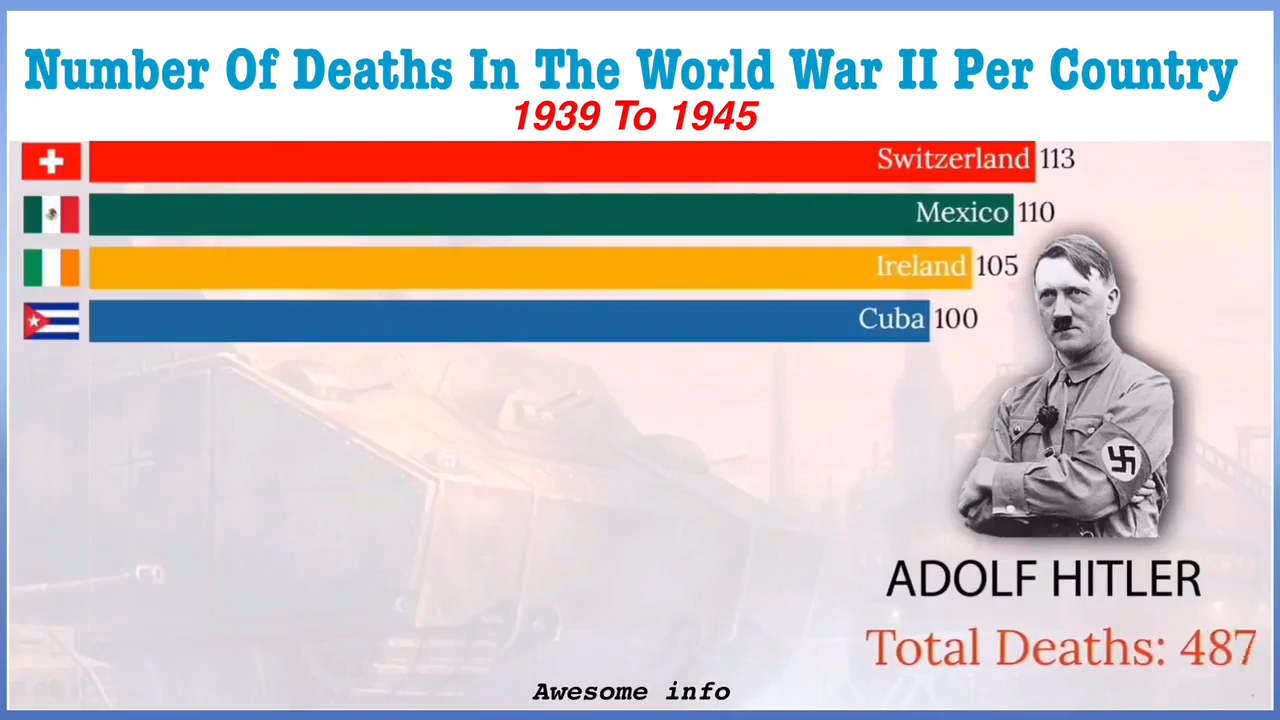 Number Of Deaths In The World War II Per Country
1939 To 1945
Switzerland 113
Mexico 110
Ireland 105
Cuba 100
ADOLF HITLER
Total Deaths: 487
Awesome info